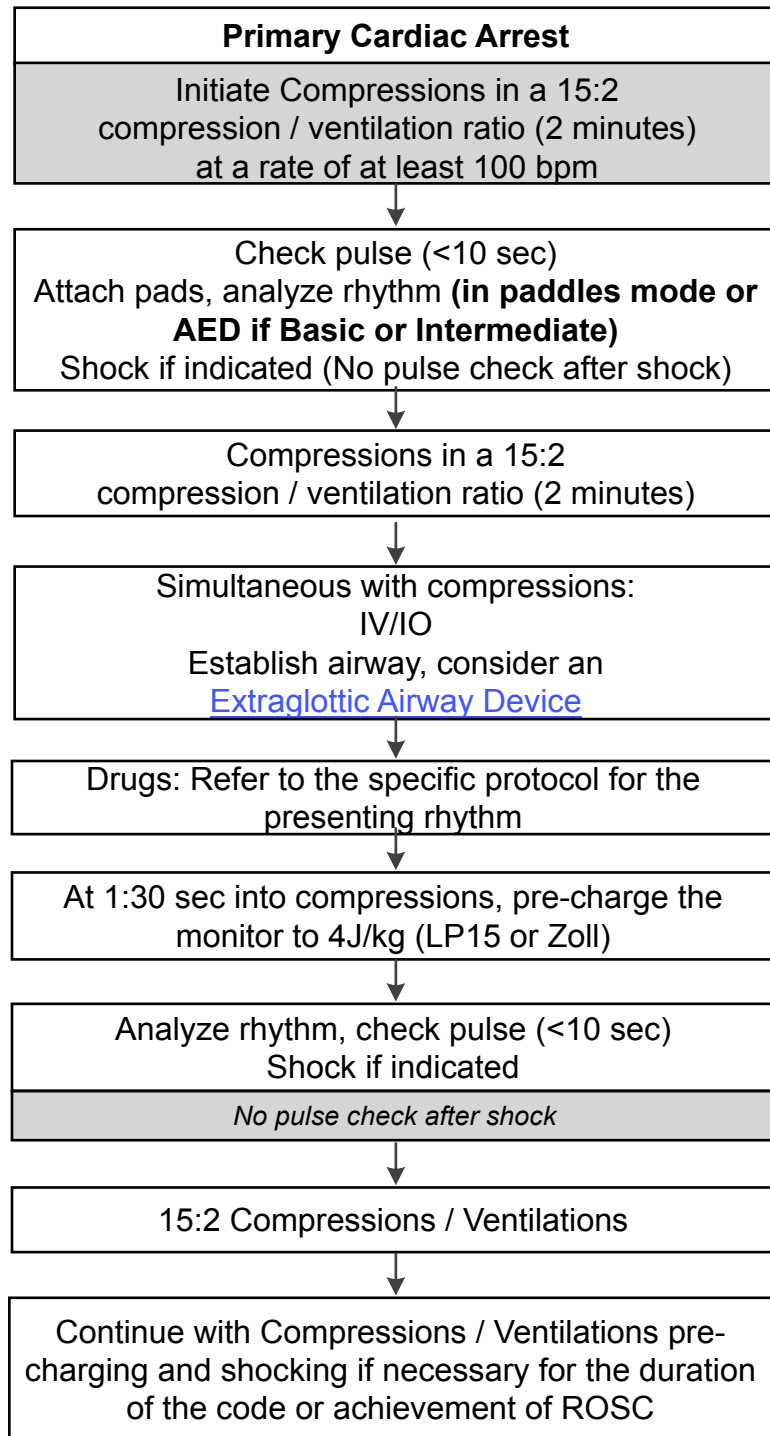 Primary Cardiac Arrest
Initiate Compressions in a 15:2
compression / ventilation ratio (2 minutes)
at a rate of at least 100 bpm
Check pulse (<10 sec)
Attach pads, analyze rhythm (in paddles mode or
AED if Basic or Intermediate)
Shock if indicated (No pulse check after shock)
Compressions in a 15:2
compression / ventilation ratio (2 minutes)
Simultaneous with compressions:
IV/IO
Establish airway, consider an
Extraglottic Airway Device
Drugs: Refer to the specific protocol for the
presenting rhythm
At 1:30 sec into compressions, pre-charge the
monitor to 4J/kg (LP15 or Zoll)
Analyze rhythm, check pulse (<10 sec)
Shock if indicated
No pulse check after shock
15:2 Compressions / Ventilations
Continue with Compressions / Ventilations pre-
charging and shocking if necessary for the duration
of the code or achievement of ROSC